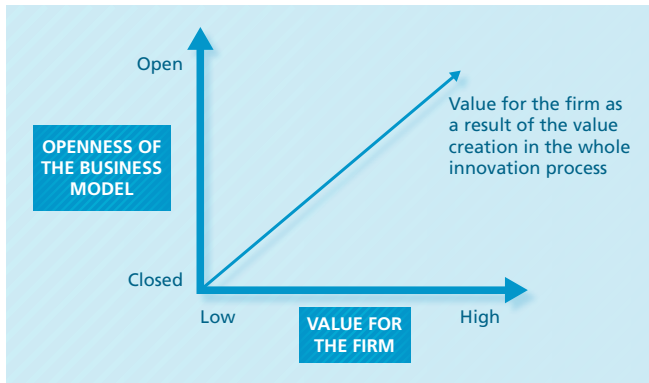 Open
OPENNESS OF
THE BUSINESS
MODEL
Value for the firm as
a result of the value
creation in the whole
innovation process
Closed
Low
VALUE FOR
THE FIRM
High